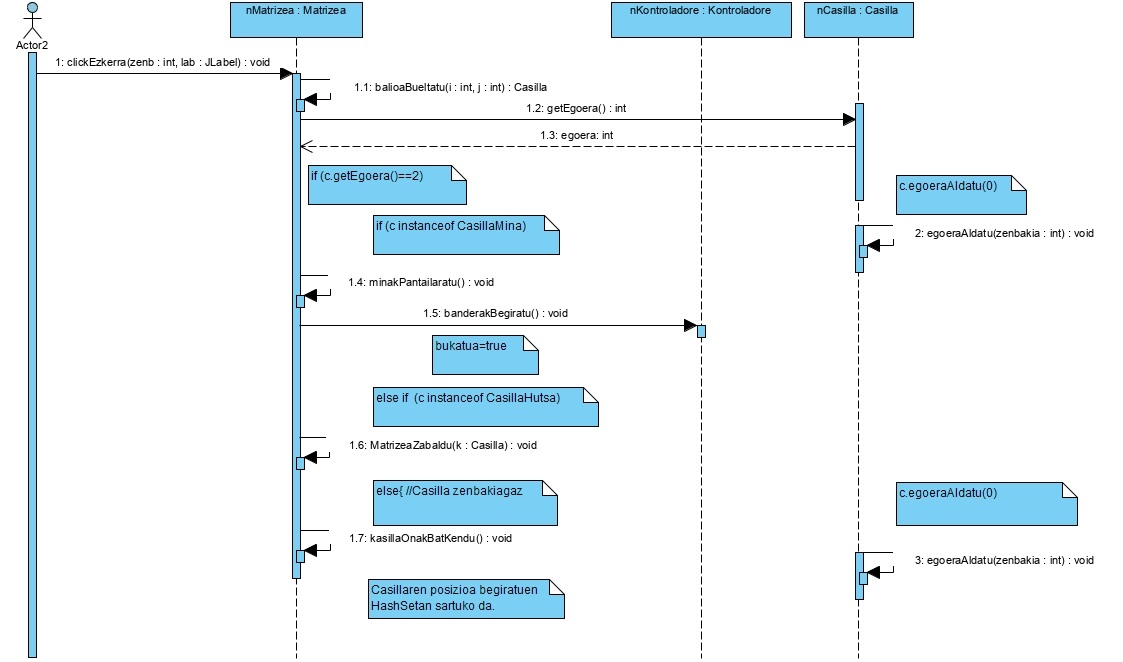 nMatrizea : Matrizea
nKontroladore : Kontroladore
nCasilla : Casilla
Actor2
1: clickEzkerra(zenb : int, lab : JLabel) : void
1.1: balioaBueltatu(i : int, j : int) : Casilla
1.2: getEgoera() : int
1.3: egoera: int
if (c.getEgoera()==2)
c.egoeraAldatu(0)
if (c instanceof CasillaMina)
2: egoeraAldatu(zenbakia : int) : void
1.4: minakPantailaratu() : void
1.5: banderakBegiratu() : void
bukatua=true
else if  (c instanceof CasillaHutsa)
1.6: MatrizeaZabaldu(k : Casilla) : void
else{ //Casilla zenbakiagaz
c.egoeraAldatu(0)
1.7: kasillaOnakBatKendu() : void
3: egoeraAldatu(zenbakia : int) : void
Casillaren posizioa begiratuen
HashSetan sartuko da.